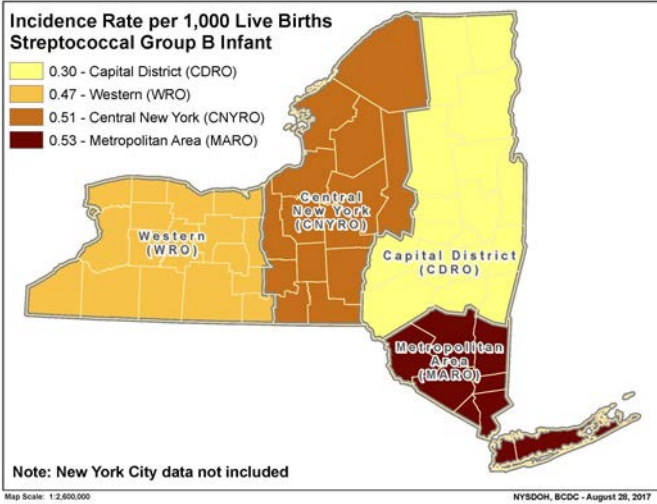 Incidence Rate per 1,000 Live Births
Streptococcal Group B Infant
0.30 - Capital District (CDRO)
0.47 - Western (WRO)
0.51 - Central New York (CNYRO)
0.53 - Metropolitan Area (MARO)
Central
New York
(CNYRO)
Western
(WRO)
Capital District
(CDRO)
Metropolitan
Area
(MARO)
Note: New York City data not included
Map Scale: 1:2,600,000
NYSDOH, BCDC - August 28, 2017